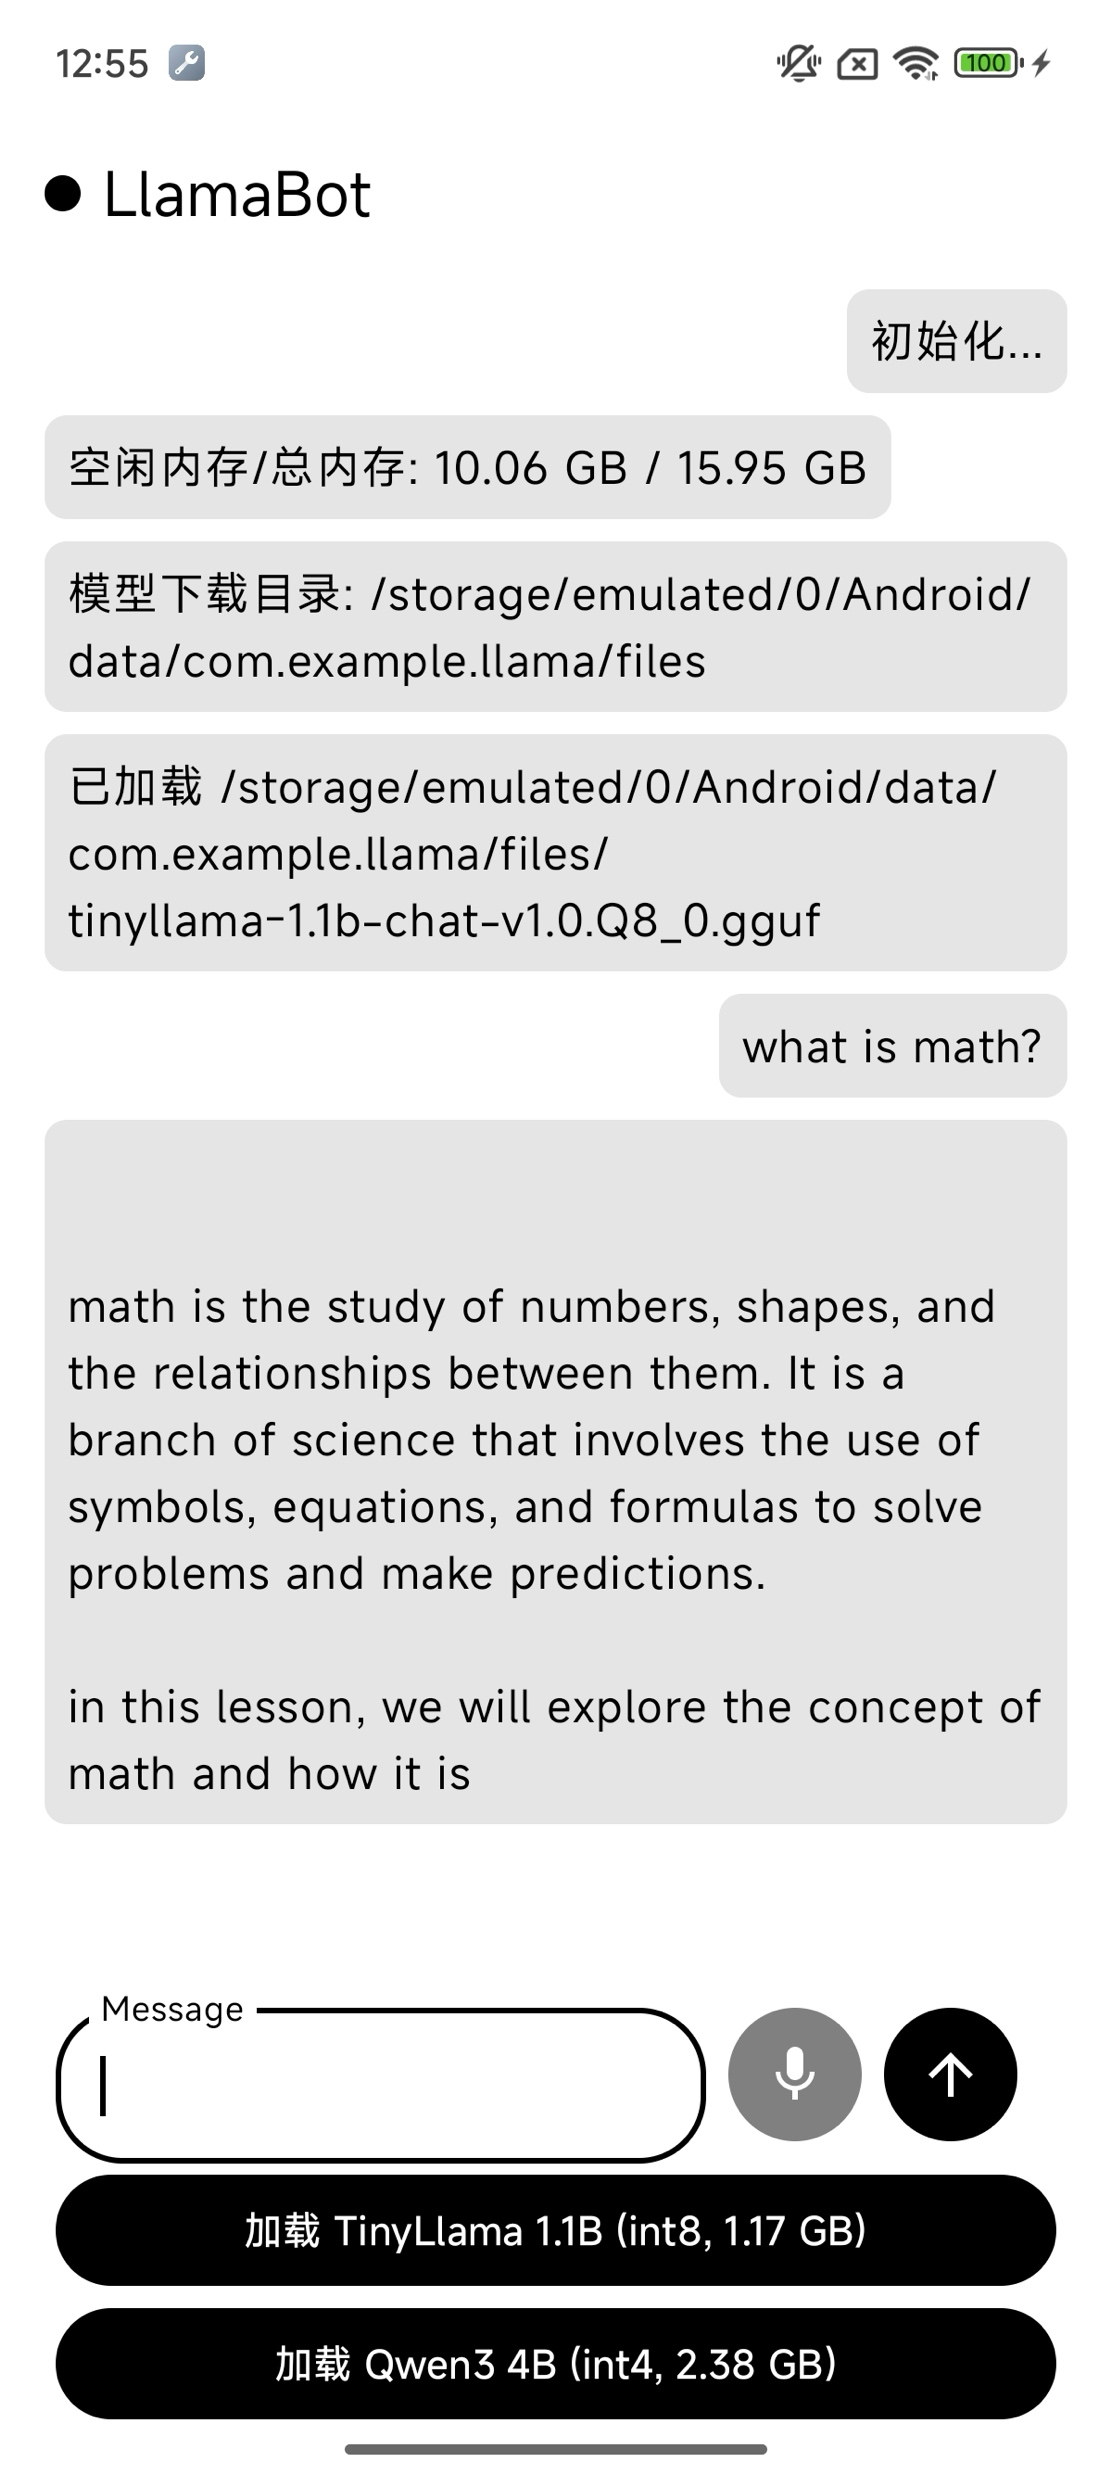 12:55
100
LlamaBot
初始化...
空闲内存/总内存: 10.06 GB / 15.95 GB
模型下载目录: /storage/emulated/0/Android/
data/com.example.llama/files
已加载 /storage/emulated/0/Android/data/
com.example.llama/files/
tinyllama-1.1b-chat-v1.0.Q8_0.gguf
what is math?
math is the study of numbers, shapes, and
the relationships between them. It is a
branch of science that involves the use of
symbols, equations, and formulas to solve
problems and make predictions.
in this lesson, we will explore the concept of
math and how it is
Message
加载 TinyLlama 1.1B (int8, 1.17 GB)
加载 Qwen3 4B (int4, 2.38 GB)